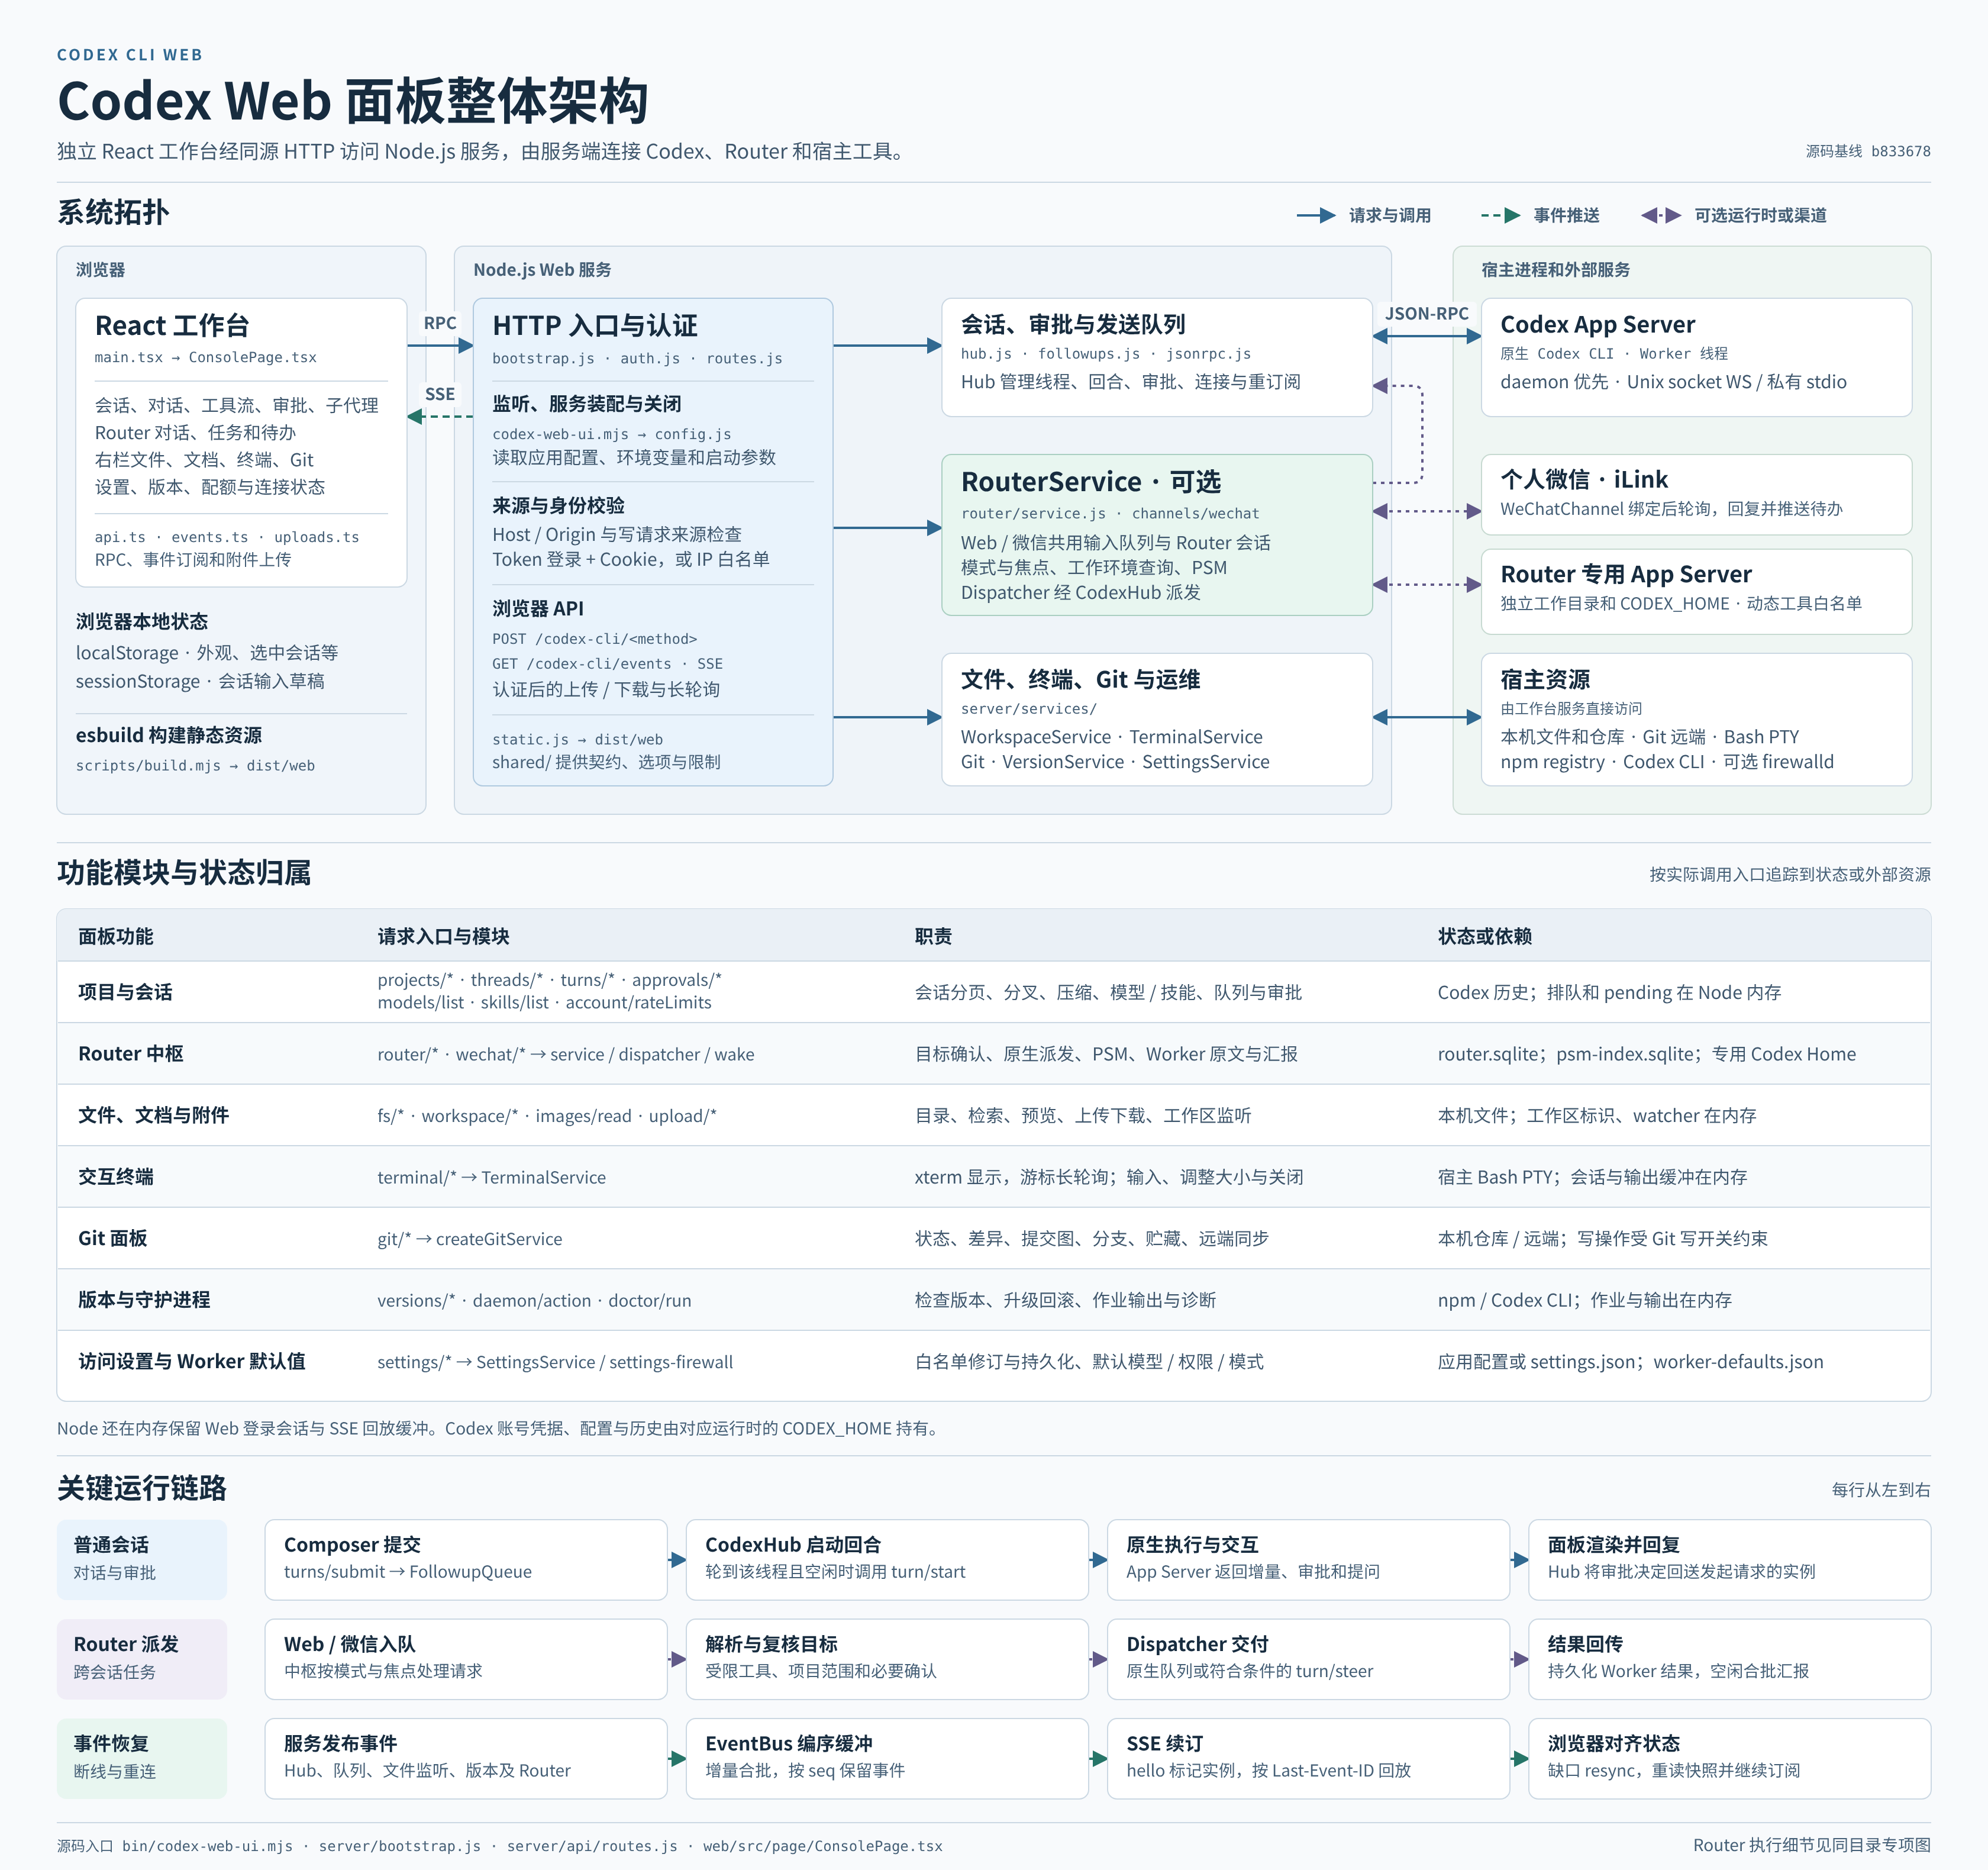 CODEX CLI WEB
Codex Web 面板整体架构
独立 React 工作台经同源 HTTP 访问 Node.js 服务，由服务端连接 Codex、Router 和宿主工具。
源码基线 b833678
系统拓扑
请求与调用
事件推送
可选运行时或渠道
浏览器
React 工作台
main.tsx → ConsolePage.tsx
会话、对话、工具流、审批、子代理
Router 对话、任务和待办
右栏文件、文档、终端、Git
设置、版本、配额与连接状态
api.ts · events.ts · uploads.ts
RPC、事件订阅和附件上传
浏览器本地状态
localStorage · 外观、选中会话等
sessionStorage · 会话输入草稿
esbuild 构建静态资源
scripts/build.mjs → dist/web
RPC
SSE
Node.js Web 服务
HTTP 入口与认证
bootstrap.js · auth.js · routes.js
监听、服务装配与关闭
codex-web-ui.mjs → config.js
读取应用配置、环境变量和启动参数
来源与身份校验
Host / Origin 与写请求来源检查
Token 登录 + Cookie，或 IP 白名单
浏览器 API
POST /codex-cli/<method>
GET /codex-cli/events · SSE
认证后的上传 / 下载与长轮询
static.js → dist/web
shared/ 提供契约、选项与限制
会话、审批与发送队列
hub.js · followups.js · jsonrpc.js
Hub 管理线程、回合、审批、连接与重订阅
RouterService · 可选
router/service.js · channels/wechat
Web / 微信共用输入队列与 Router 会话
模式与焦点、工作环境查询、PSM
Dispatcher 经 CodexHub 派发
文件、终端、Git 与运维
server/services/
WorkspaceService · TerminalService
Git · VersionService · SettingsService
JSON-RPC
宿主进程和外部服务
Codex App Server
原生 Codex CLI · Worker 线程
daemon 优先 · Unix socket WS / 私有 stdio
个人微信 · iLink
WeChatChannel 绑定后轮询，回复并推送待办
Router 专用 App Server
独立工作目录和 CODEX_HOME · 动态工具白名单
宿主资源
由工作台服务直接访问
本机文件和仓库 · Git 远端 · Bash PTY
npm registry · Codex CLI · 可选 firewalld
功能模块与状态归属
按实际调用入口追踪到状态或外部资源
面板功能 请求入口与模块 职责 状态或依赖
项目与会话
projects/* · threads/* · turns/* · approvals/*
models/list · skills/list · account/rateLimits
会话分页、分叉、压缩、模型 / 技能、队列与审批
Codex 历史；排队和 pending 在 Node 内存
Router 中枢
router/* · wechat/* → service / dispatcher / wake
目标确认、原生派发、PSM、Worker 原文与汇报
router.sqlite；psm-index.sqlite；专用 Codex Home
文件、文档与附件
fs/* · workspace/* · images/read · upload/*
目录、检索、预览、上传下载、工作区监听
本机文件；工作区标识、watcher 在内存
交互终端
terminal/* → TerminalService
xterm 显示，游标长轮询；输入、调整大小与关闭
宿主 Bash PTY；会话与输出缓冲在内存
Git 面板
git/* → createGitService
状态、差异、提交图、分支、贮藏、远端同步
本机仓库 / 远端；写操作受 Git 写开关约束
版本与守护进程
versions/* · daemon/action · doctor/run
检查版本、升级回滚、作业输出与诊断
npm / Codex CLI；作业与输出在内存
访问设置与 Worker 默认值
settings/* → SettingsService / settings-firewall
白名单修订与持久化、默认模型 / 权限 / 模式
应用配置或 settings.json；worker-defaults.json
Node 还在内存保留 Web 登录会话与 SSE 回放缓冲。Codex 账号凭据、配置与历史由对应运行时的 CODEX_HOME 持有。
关键运行链路
每行从左到右
普通会话
对话与审批
Composer 提交
turns/submit → FollowupQueue
CodexHub 启动回合
轮到该线程且空闲时调用 turn/start
原生执行与交互
App Server 返回增量、审批和提问
面板渲染并回复
Hub 将审批决定回送发起请求的实例
Router 派发
跨会话任务
Web / 微信入队
中枢按模式与焦点处理请求
解析与复核目标
受限工具、项目范围和必要确认
Dispatcher 交付
原生队列或符合条件的 turn/steer
结果回传
持久化 Worker 结果，空闲合批汇报
事件恢复
断线与重连
服务发布事件
Hub、队列、文件监听、版本及 Router
EventBus 编序缓冲
增量合批，按 seq 保留事件
SSE 续订
hello 标记实例，按 Last-Event-ID 回放
浏览器对齐状态
缺口 resync，重读快照并继续订阅
源码入口 bin/codex-web-ui.mjs · server/bootstrap.js · server/api/routes.js · web/src/page/ConsolePage.tsx
Router 执行细节见同目录专项图